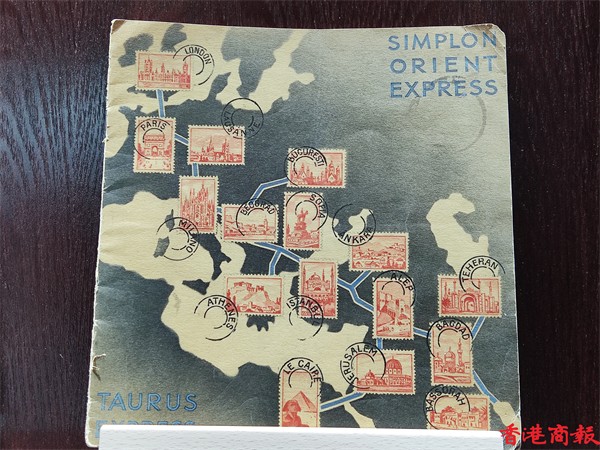 SIMPLON
ORIENT
EXPRESS
LONDON
PARIS
LAUSANNE
BUCURESTI
MILANO
BEOGRAD
SOFIA
ANKARA
ATHENES
ISTANBUL
ALEP
TEHERAN
BAGDAD
JERUSALEM
LE CAIRE
BASSORAH
TAURUS
EXPRESS
香港商報